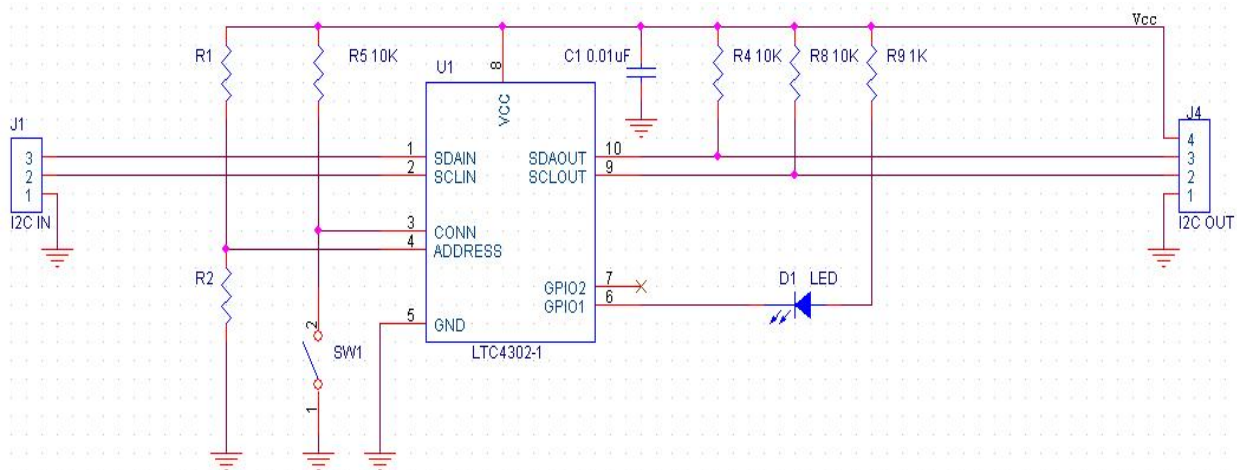 Vcc
R1
R5 10K
U1
8
VCC
C1 0.01uF
R4 10K
R8 10K
R9 1K
J1
3
2
1
I2C IN
1
2
SDAIN
SCLIN
SDAOUT
SCLOUT
10
9
J4
4
3
2
1
I2C OUT
3
4
CONN
ADDRESS
R2
GPIO2
GPIO1
7
6
D1 LED
5
GND
LTC4302-1
2
SW1
1